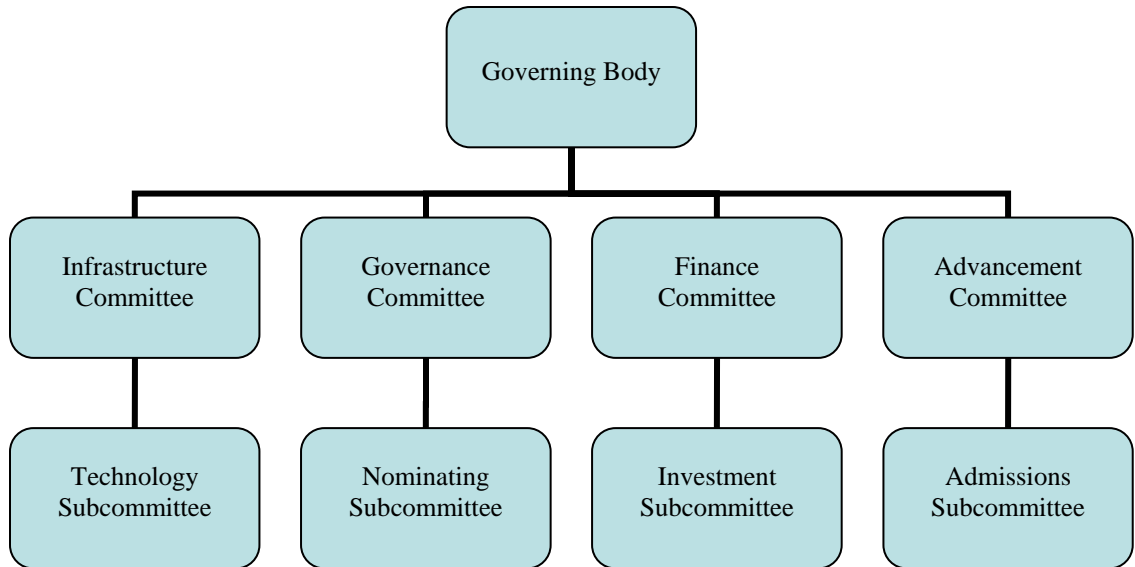 Governing Body
Infrastructure
Committee
Governance
Committee
Finance
Committee
Advancement
Committee
Technology
Subcommittee
Nominating
Subcommittee
Investment
Subcommittee
Admissions
Subcommittee